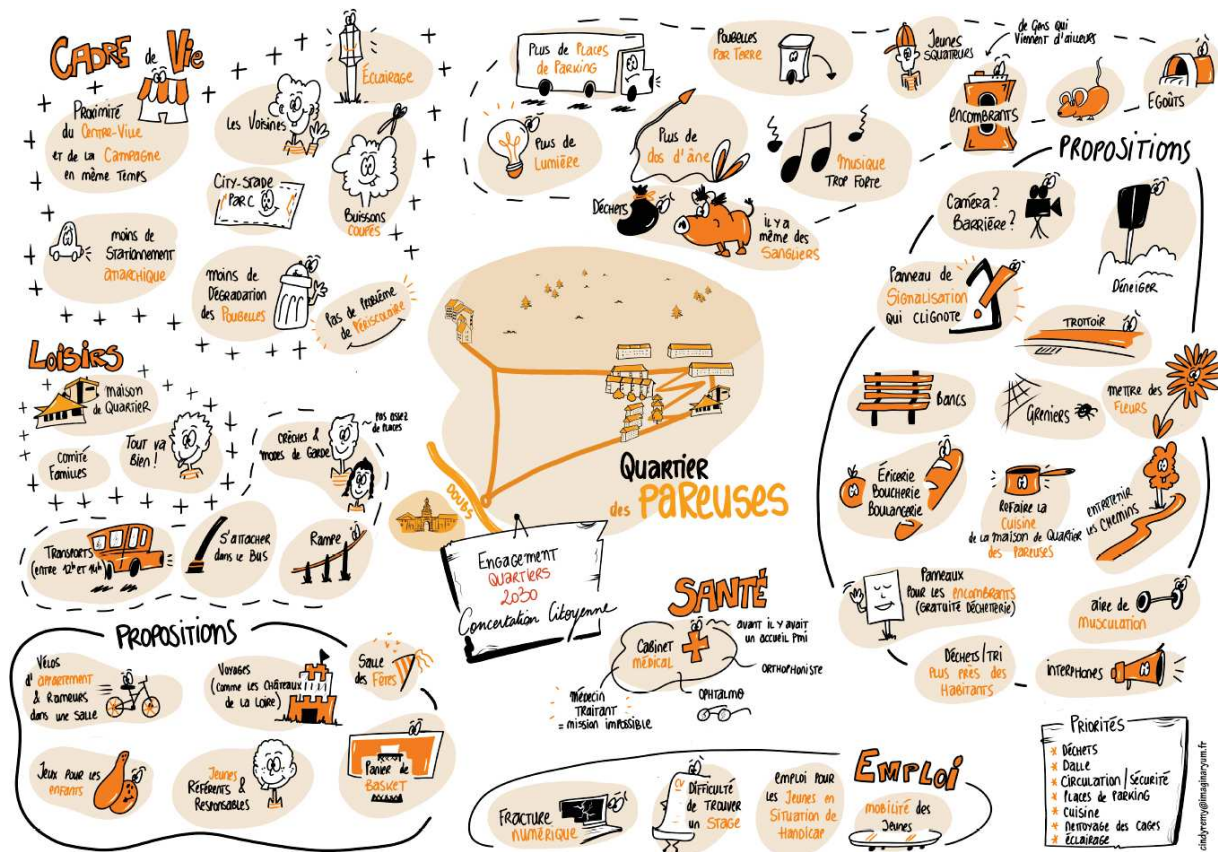 CADRE de Vie
Proximité
du Centre-Ville
et de la Campagne
en même Temps
les Voisines
Éclairage
City-Stade
Parc
Buissons
coupés
moins de
Stationnement
anarchique
moins de
Dégradation
des Poubelles
Pas de Problème
de Périscolaire
Plus de Places
de Parking
Poubelles
Par Terre
Jeunes
Squatteurs
de Gens qui
Viennent d'ailleurs
encombrants
Egoûts
Plus de
Lumière
Plus de
dos d'âne
musique
Trop Forte
Déchets
il y a
même des
Sangliers
PROPOSITIONS
Caméra?
Barrière?
Déneiger
Panneau de
Signalisation
qui clignote
Trottoir
Bancs
Greniers
mettre des
Fleurs
Épicerie
Boucherie
Boulangerie
Refaire la
Cuisine
de la maison de Quartier
des Pareuses
entretenir
les Chemins
Panneaux
Pour les encombrants
(Gratuité Déchetterie)
aire de
musculation
Déchets/Tri
Plus Près des
Habitants
interphones
Priorités
* Déchets
* Dalle
* Circulation/Sécurité
* Places de Parking
* Cuisine
* nettoyage des Cages
* éclairage
cindyremy@imaginaryum.fr
Loisirs
maison
de Quartier
Comité
Familles
Tout va
Bien!
Crèches &
modes de Garde
Pas assez
de Places
Transports
(entre 12h et 14h)
S'attacher
dans le Bus
Rampe
PROPOSITIONS
Vélos
d'appartement
& Rameurs
dans une Salle
Voyages
(comme les Châteaux
de la Loire)
Salle
des Fêtes
Jeux pour les
enfants
Jeunes
Référents &
Responsables
Panier de
Basket
Quartier
des Pareuses
DOUBS
Engagement
Quartiers
2030
Concertation Citoyenne
SANTÉ
Cabinet
médical
avant il y avait
un accueil Pmi
orthophoniste
ophtalmo
médecin
Traitant
= mission impossible
EMPLOI
Fracture
numérique
CV
Difficulté
de Trouver
un Stage
emploi pour
les Jeunes en
Situation de
Handicap
mobilité des
Jeunes